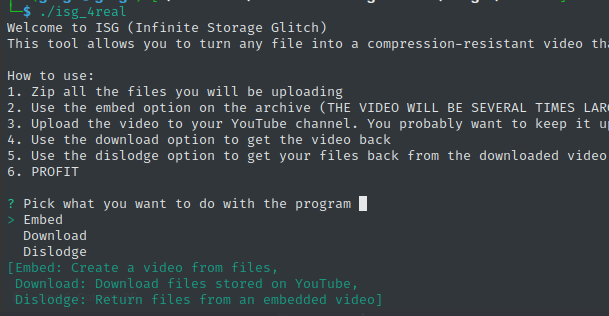 $ ./isg_4real
Welcome to ISG (Infinite Storage Glitch)
This tool allows you to turn any file into a compression-resistant video
How to use:
1. Zip all the files you will be uploading
2. Use the embed option on the archive (THE VIDEO WILL BE SEVERAL TIMES
3. Upload the video to your YouTube channel. You probably want to keep it
4. Use the download option to get the video back
5. Use the dislodge option to get your files back from the downloaded video
6. PROFIT
? Pick what you want to do with the program
> Embed
Download
Dislodge
[Embed: Create a video from files,
Download: Download files stored on YouTube,
Dislodge: Return files from an embedded video]